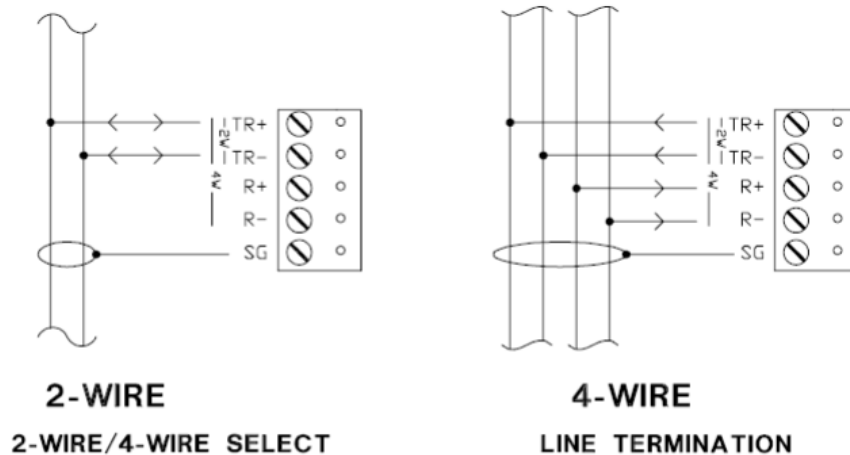 TR+ TR+
2W 2W
TR- TR-
4W 4W
R+ R+
R- R-
SG SG
2-WIRE 4-WIRE
2-WIRE/4-WIRE SELECT LINE TERMINATION